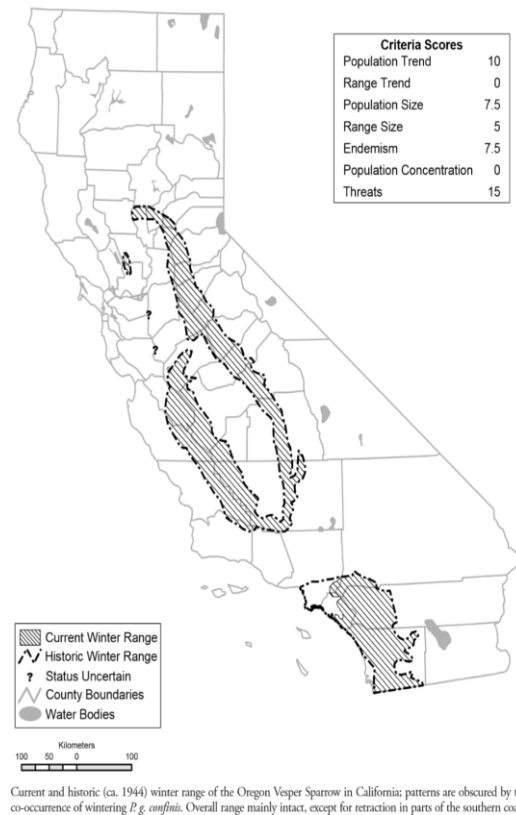 Criteria Scores
Population Trend 10
Range Trend 0
Population Size 7.5
Range Size 5
Endemism 7.5
Population Concentration 0
Threats 15
?
?
Current Winter Range
Historic Winter Range
? Status Uncertain
County Boundaries
Water Bodies
Kilometers
100 50 0 100
Current and historic (ca. 1944) winter range of the Oregon Vesper Sparrow in California; patterns are obscured by
co-occurrence of wintering P. g. confinis. Overall range mainly intact, except for retraction in parts of the southern